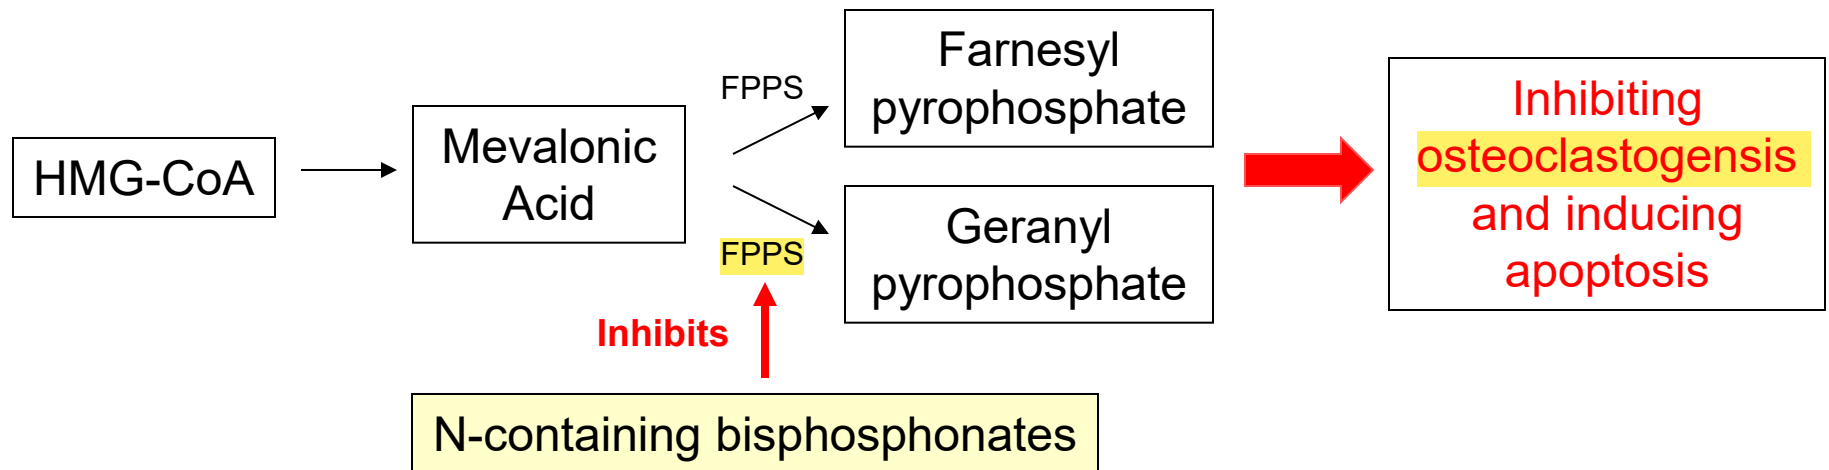 HMG-CoA
Mevalonic
Acid
FPPS
FPPS
Inhibits
N-containing bisphosphonates
Farnesyl
pyrophosphate
Geranyl
pyrophosphate
Inhibiting
osteoclastogensis
and inducing
apoptosis